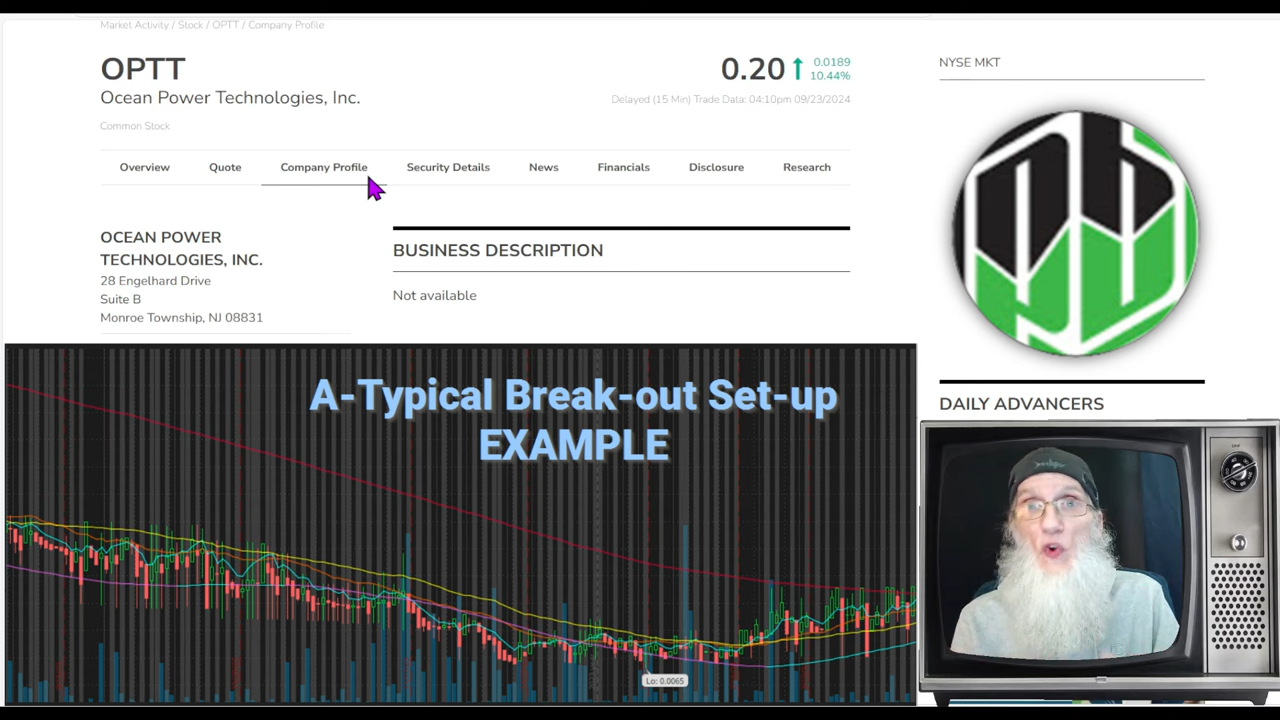 Market Activity / Stock / OPTT / Company Profile
OPTT
Ocean Power Technologies, Inc.
Common Stock
0.20
0.0189
10.44%
Delayed (15 Min) Trade Data: 04:10pm 09/23/2024
NYSE MKT
Overview Quote Company Profile Security Details News Financials Disclosure Research
OCEAN POWER
TECHNOLOGIES, INC.
28 Engelhard Drive
Suite B
Monroe Township, NJ 08831
BUSINESS DESCRIPTION
Not available
DAILY ADVANCERS
A-Typical Break-out Set-up
EXAMPLE
Lo: 0.0065